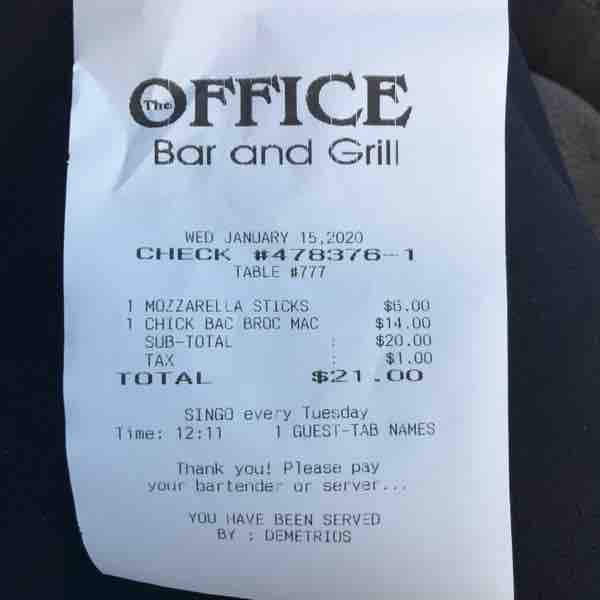 The OFFICE
Bar and Grill
WED JANUARY 15,2020
CHECK #478376-1
TABLE #777
1 MOZZARELLA STICKS $6.00
1 CHICK BAC BROC MAC $14.00
SUB-TOTAL : $20.00
TAX : $1.00
TOTAL $21.00
SINGO every Tuesday
Time: 12:11 1 GUEST-TAB NAMES
Thank you! Please pay
your bartender or server...
YOU HAVE BEEN SERVED
BY : DEMETRIUS